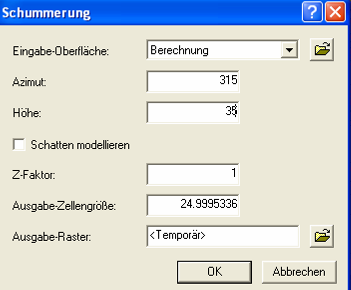 Schummerung
Eingabe-Oberfläche: Berechnung
Azimut: 315
Höhe: 35
Schatten modellieren
Z-Faktor: 1
Ausgabe-Zellengröße: 24.9995336
Ausgabe-Raster: <Temporär>
OK Abbrechen